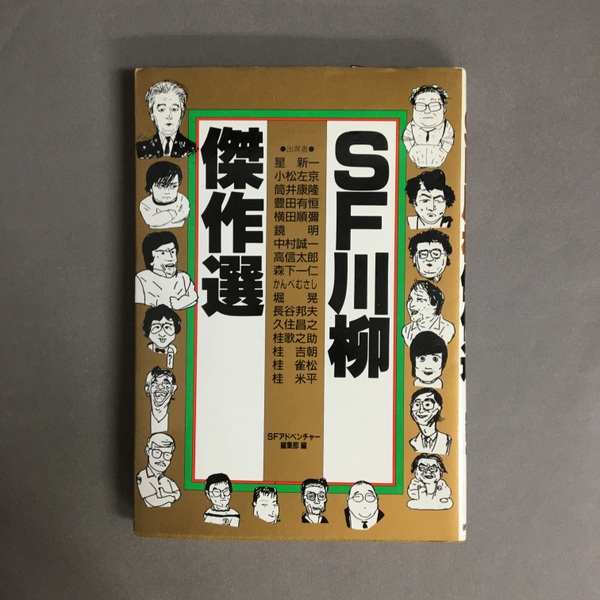 SF川柳
傑作選
●出席者●
星 新一
小松左京
筒井康隆
豊田有恒
横田順彌
鏡 明
中村誠一
高信太郎
森下一仁
かんべむさし
堀 晃
長谷邦夫
久住昌之
桂歌之助
桂 吉朝
桂 雀松
桂 米平
SFアドベンチャー
編集部 編